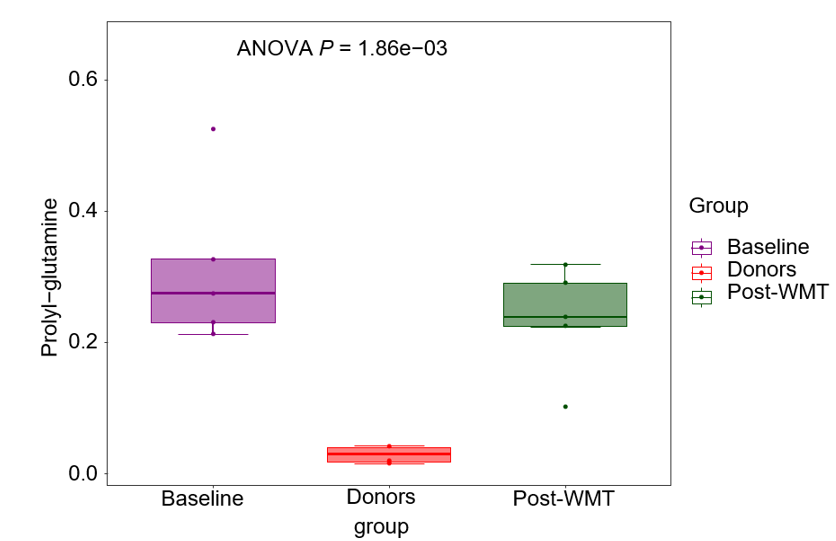 ANOVA P = 1.86e−03
Prolyl−glutamine
0.6
0.4
0.2
0.0
Baseline
Donors
Post-WMT
group
Group
Baseline
Donors
Post-WMT